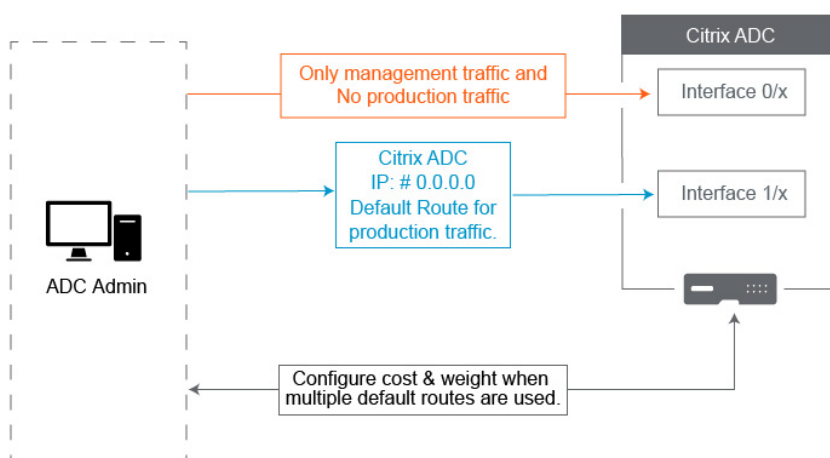 Citrix ADC
Only management traffic and
No production traffic
Interface 0/x
Citrix ADC
IP: # 0.0.0.0
Default Route for
production traffic.
Interface 1/x
ADC Admin
Configure cost & weight when
multiple default routes are used.